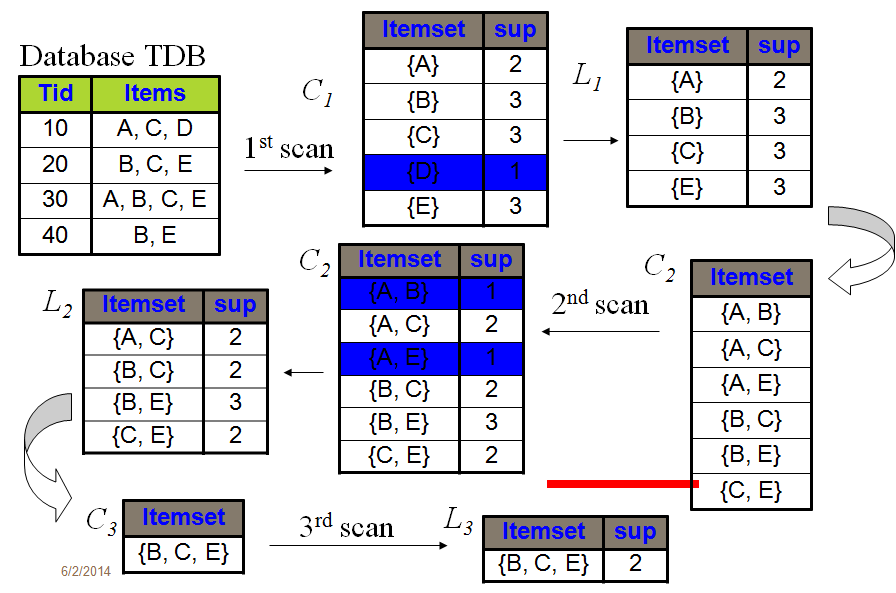 Database TDB
Tid Items
10 A, C, D
20 B, C, E
30 A, B, C, E
40 B, E
1st scan
C1
Itemset sup
{A} 2
{B} 3
{C} 3
{D} 1
{E} 3
L1
Itemset sup
{A} 2
{B} 3
{C} 3
{E} 3
C2
Itemset
{A, B}
{A, C}
{A, E}
{B, C}
{B, E}
{C, E}
2nd scan
C2
Itemset sup
{A, B} 1
{A, C} 2
{A, E} 1
{B, C} 2
{B, E} 3
{C, E} 2
L2
Itemset sup
{A, C} 2
{B, C} 2
{B, E} 3
{C, E} 2
C3
Itemset
{B, C, E}
3rd scan
L3
Itemset sup
{B, C, E} 2
6/2/2014